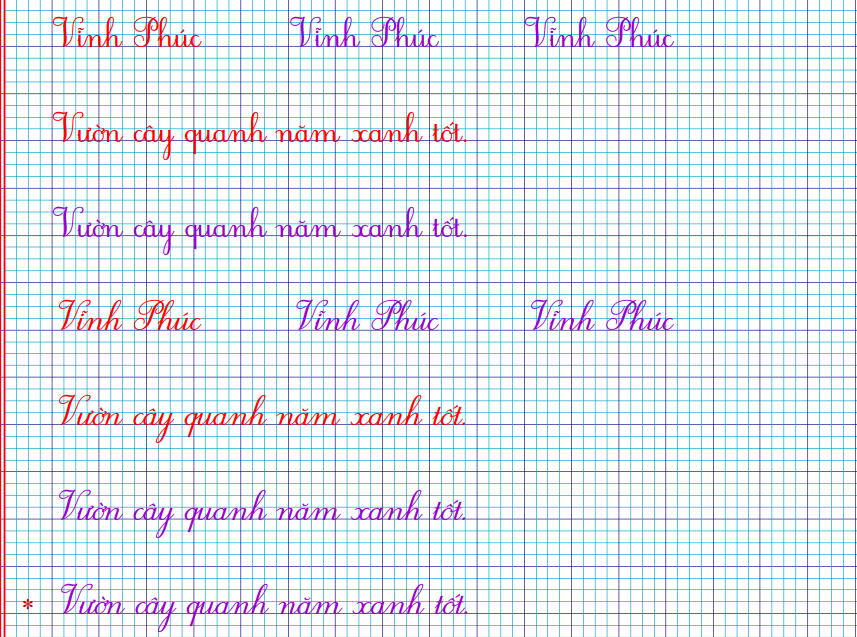 Vĩnh Phúc Vĩnh Phúc Vĩnh Phúc
Vườn cây quanh năm xanh tốt.
Vườn cây quanh năm xanh tốt.
Vĩnh Phúc Vĩnh Phúc Vĩnh Phúc
Vườn cây quanh năm xanh tốt.
Vườn cây quanh năm xanh tốt.
* Vườn cây quanh năm xanh tốt.